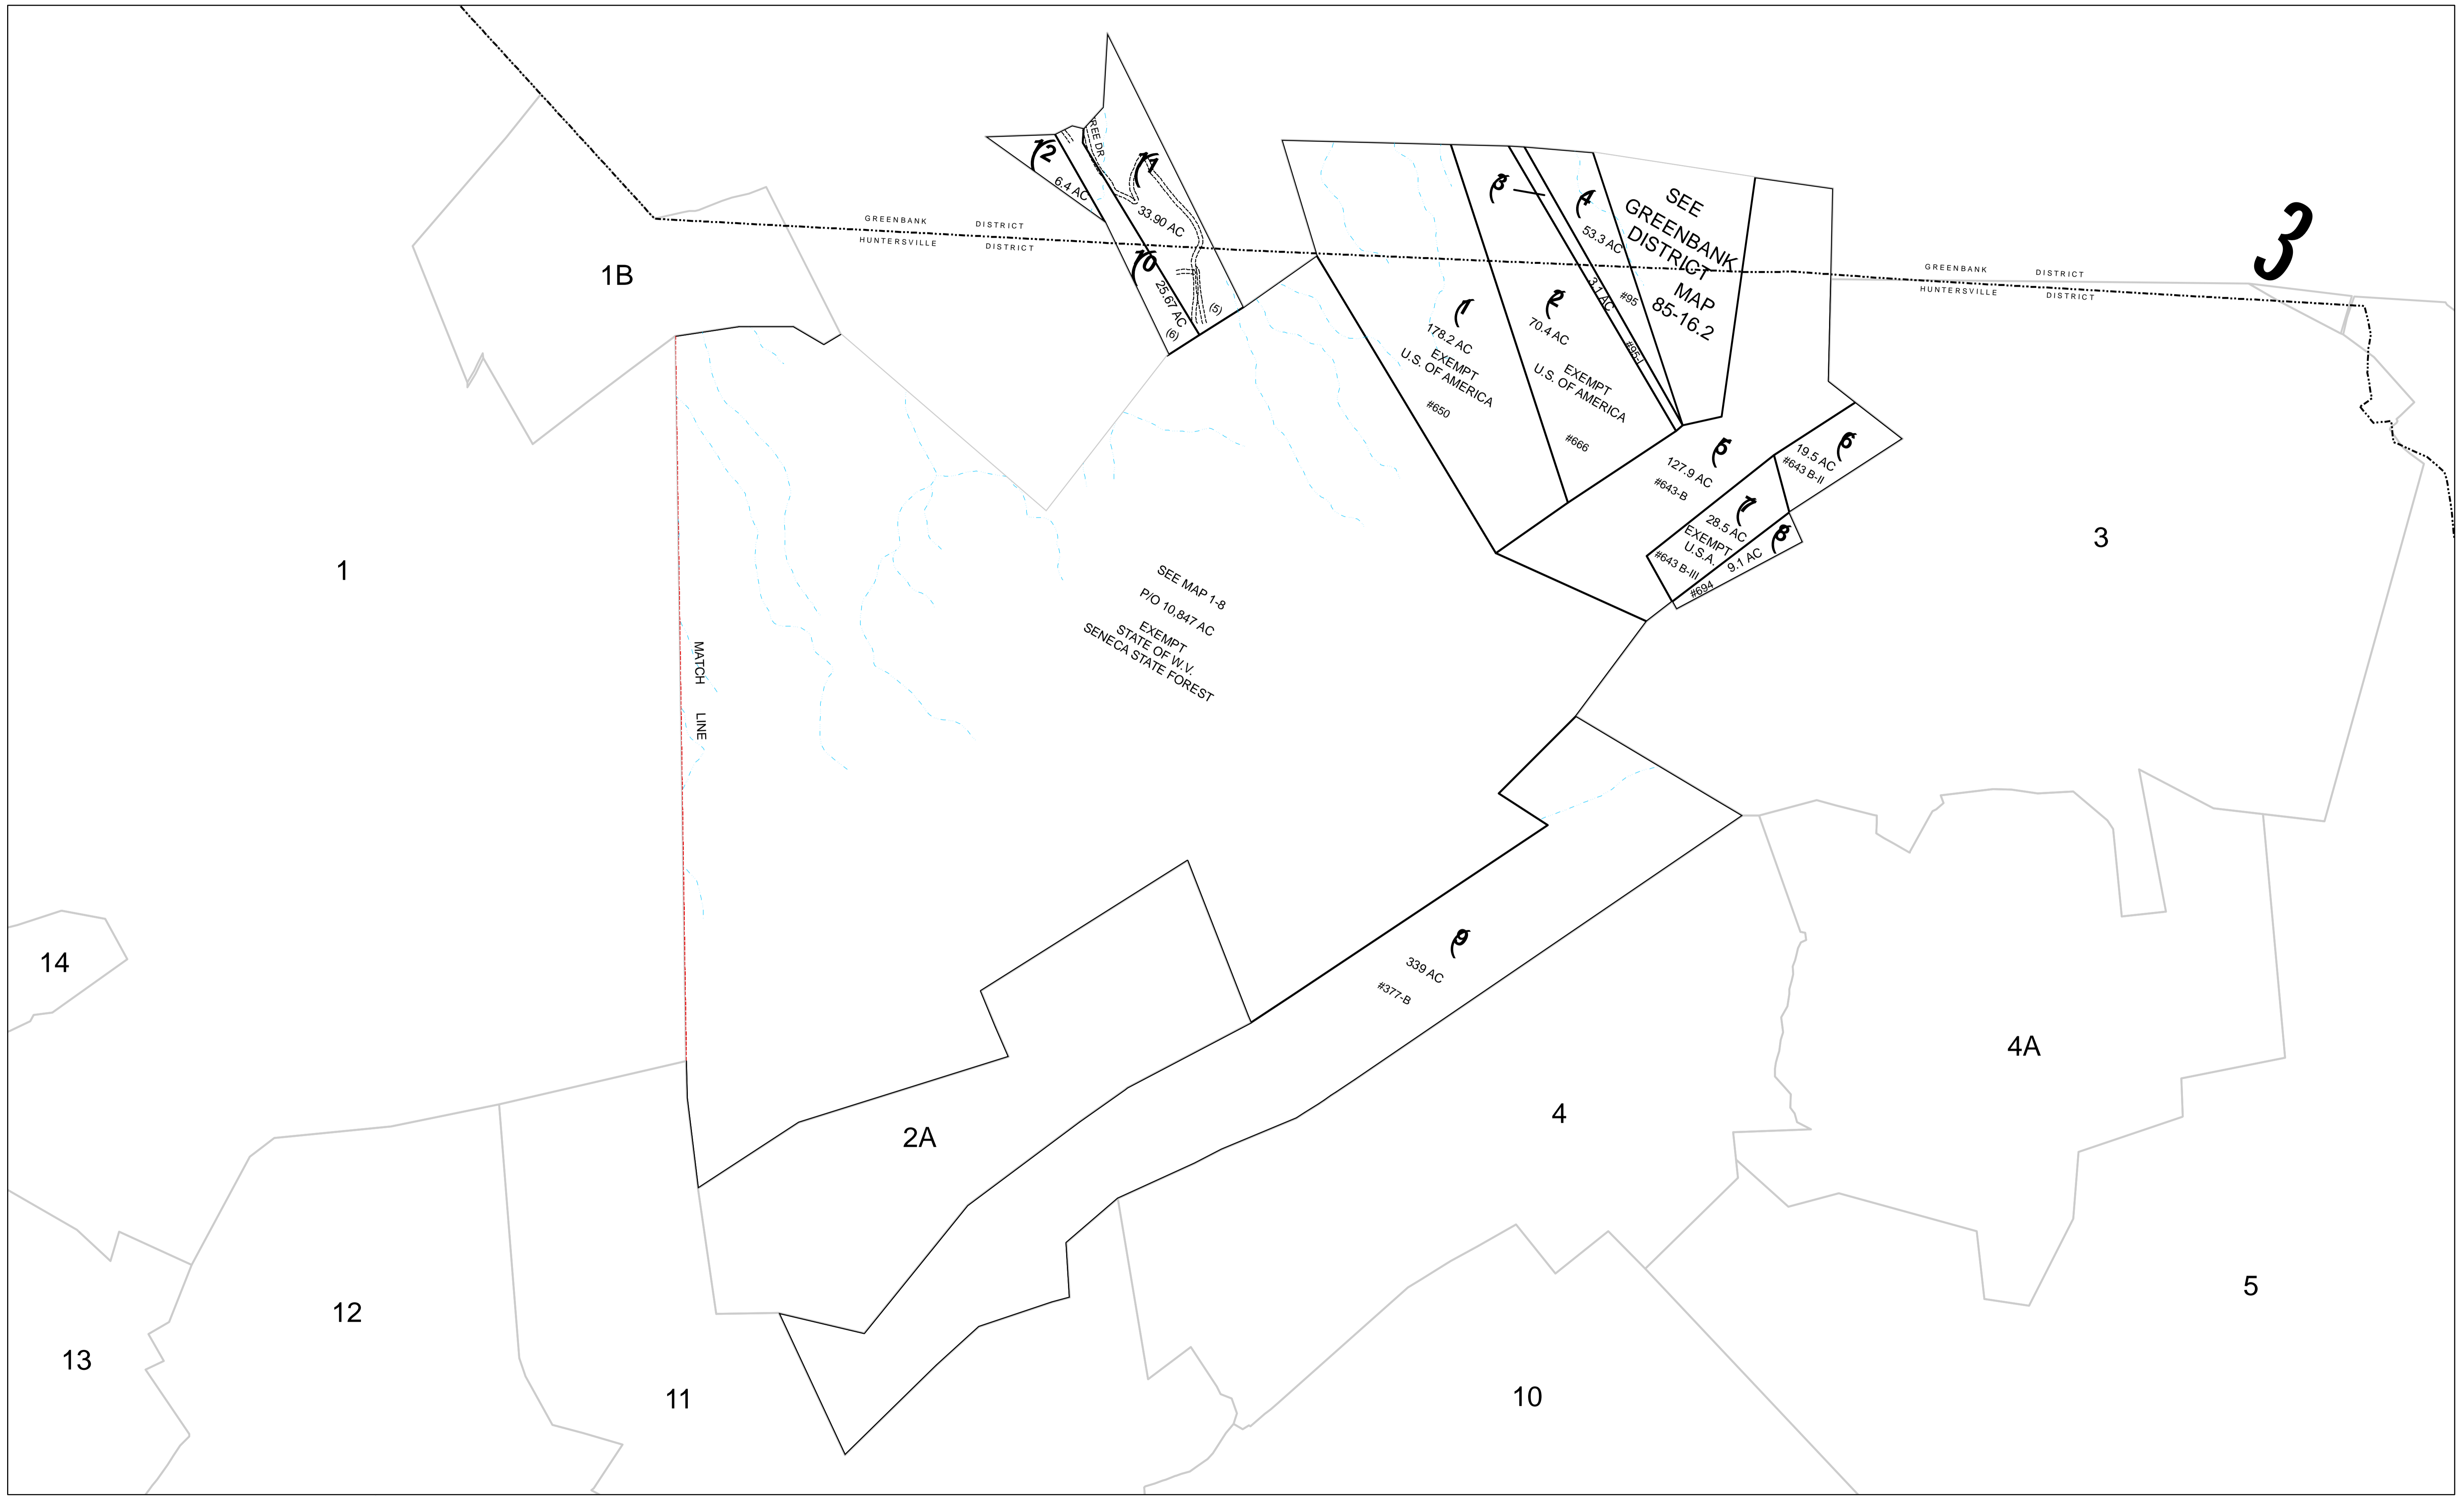 3
12
6.4 AC
REE DR
11
33.90 AC
GREENBANK DISTRICT
HUNTERSVILLE DISTRICT
10
25.67 AC
(5)
(6)
1B
3
4
53.3 AC
SEE
GREENBANK
DISTRICT
MAP
85-16.2
#95
3.1 AC
#95-I
1
178.2 AC
EXEMPT
U.S. OF AMERICA
#650
2
70.4 AC
EXEMPT
U.S. OF AMERICA
#666
GREENBANK DISTRICT
HUNTERSVILLE DISTRICT
5
127.9 AC
#643-B
6
19.5 AC
#643 B-II
7
28.5 AC
EXEMPT
U.S.A.
#643 B-III
8
9.1 AC
#694
3
1
SEE MAP 1-8
P/O 10,847 AC
EXEMPT
STATE OF W.V.
SENECA STATE FOREST
MATCH LINE
14
9
339 AC
#377-B
4A
4
2A
5
12
13
11
10